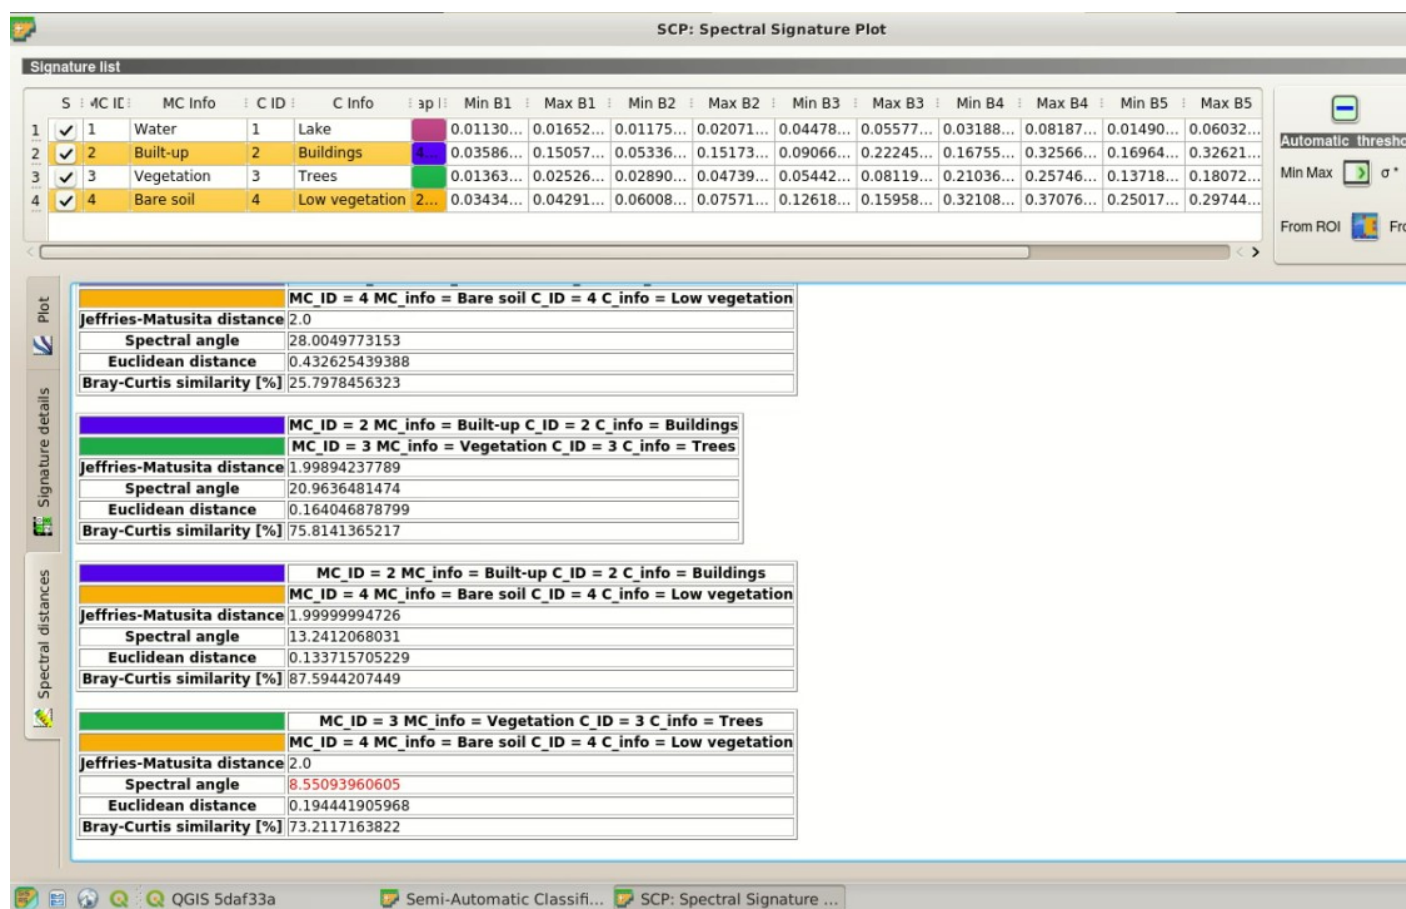 SCP: Spectral Signature Plot
Signature list
S MC ID MC Info C ID C Info ap I Min B1 Max B1 Min B2 Max B2 Min B3 Max B3 Min B4 Max B4 Min B5 Max B5
1 1 Water 1 Lake 0.01130... 0.01652... 0.01175... 0.02071... 0.04478... 0.05577... 0.03188... 0.08187... 0.01490... 0.06032...
2 2 Built-up 2 Buildings 4... 0.03586... 0.15057... 0.05336... 0.15173... 0.09066... 0.22245... 0.16755... 0.32566... 0.16964... 0.32621...
3 3 Vegetation 3 Trees 0.01363... 0.02526... 0.02890... 0.04739... 0.05442... 0.08119... 0.21036... 0.25746... 0.13718... 0.18072...
4 4 Bare soil 4 Low vegetation 2... 0.03434... 0.04291... 0.06008... 0.07571... 0.12618... 0.15958... 0.32108... 0.37076... 0.25017... 0.29744...
Automatic thresho
Min Max σ*
From ROI Fro
Plot
Signature details
Spectral distances
MC_ID = 4 MC_info = Bare soil C_ID = 4 C_info = Low vegetation
Jeffries-Matusita distance 2.0
Spectral angle 28.0049773153
Euclidean distance 0.432625439388
Bray-Curtis similarity [%] 25.7978456323
MC_ID = 2 MC_info = Built-up C_ID = 2 C_info = Buildings
MC_ID = 3 MC_info = Vegetation C_ID = 3 C_info = Trees
Jeffries-Matusita distance 1.99894237789
Spectral angle 20.9636481474
Euclidean distance 0.164046878799
Bray-Curtis similarity [%] 75.8141365217
MC_ID = 2 MC_info = Built-up C_ID = 2 C_info = Buildings
MC_ID = 4 MC_info = Bare soil C_ID = 4 C_info = Low vegetation
Jeffries-Matusita distance 1.99999994726
Spectral angle 13.2412068031
Euclidean distance 0.133715705229
Bray-Curtis similarity [%] 87.5944207449
MC_ID = 3 MC_info = Vegetation C_ID = 3 C_info = Trees
MC_ID = 4 MC_info = Bare soil C_ID = 4 C_info = Low vegetation
Jeffries-Matusita distance 2.0
Spectral angle 8.55093960605
Euclidean distance 0.194441905968
Bray-Curtis similarity [%] 73.2117163822
QGIS 5daf33a Semi-Automatic Classifi... SCP: Spectral Signature ...